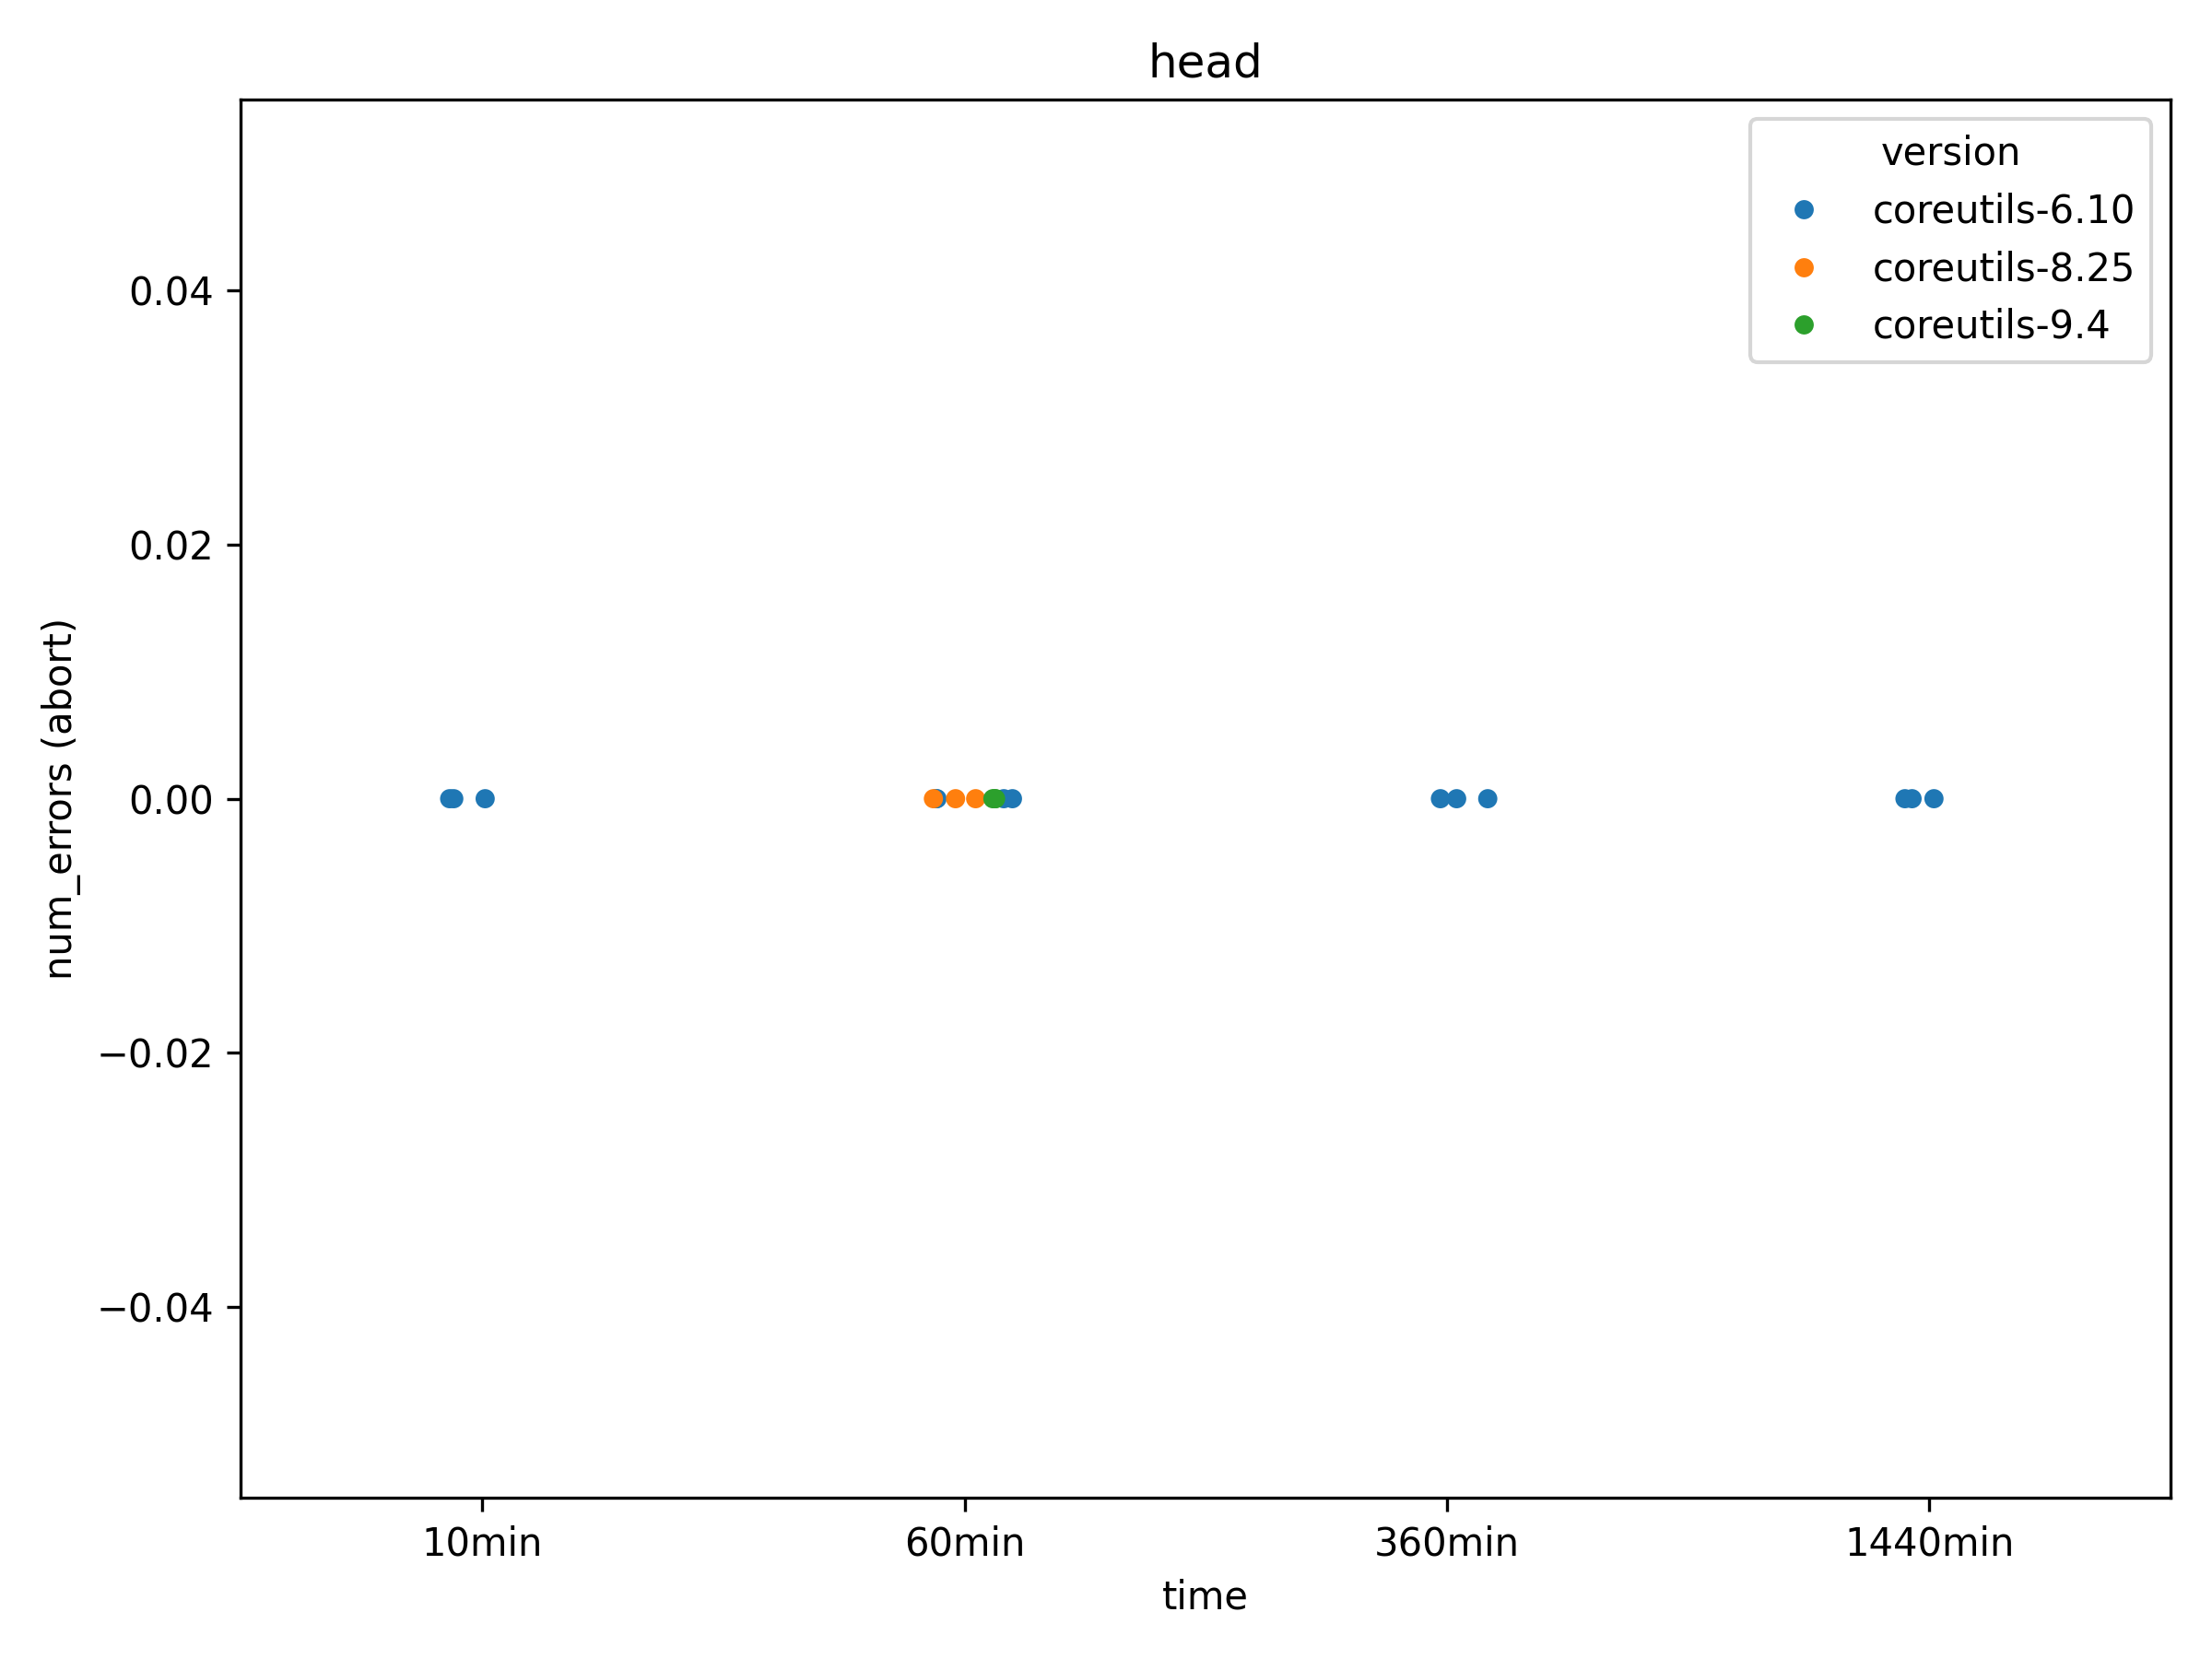 head
version
coreutils-6.10
coreutils-8.25
coreutils-9.4
0.04
0.02
0.00
−0.02
−0.04
num_errors (abort)
10min 60min 360min 1440min
time